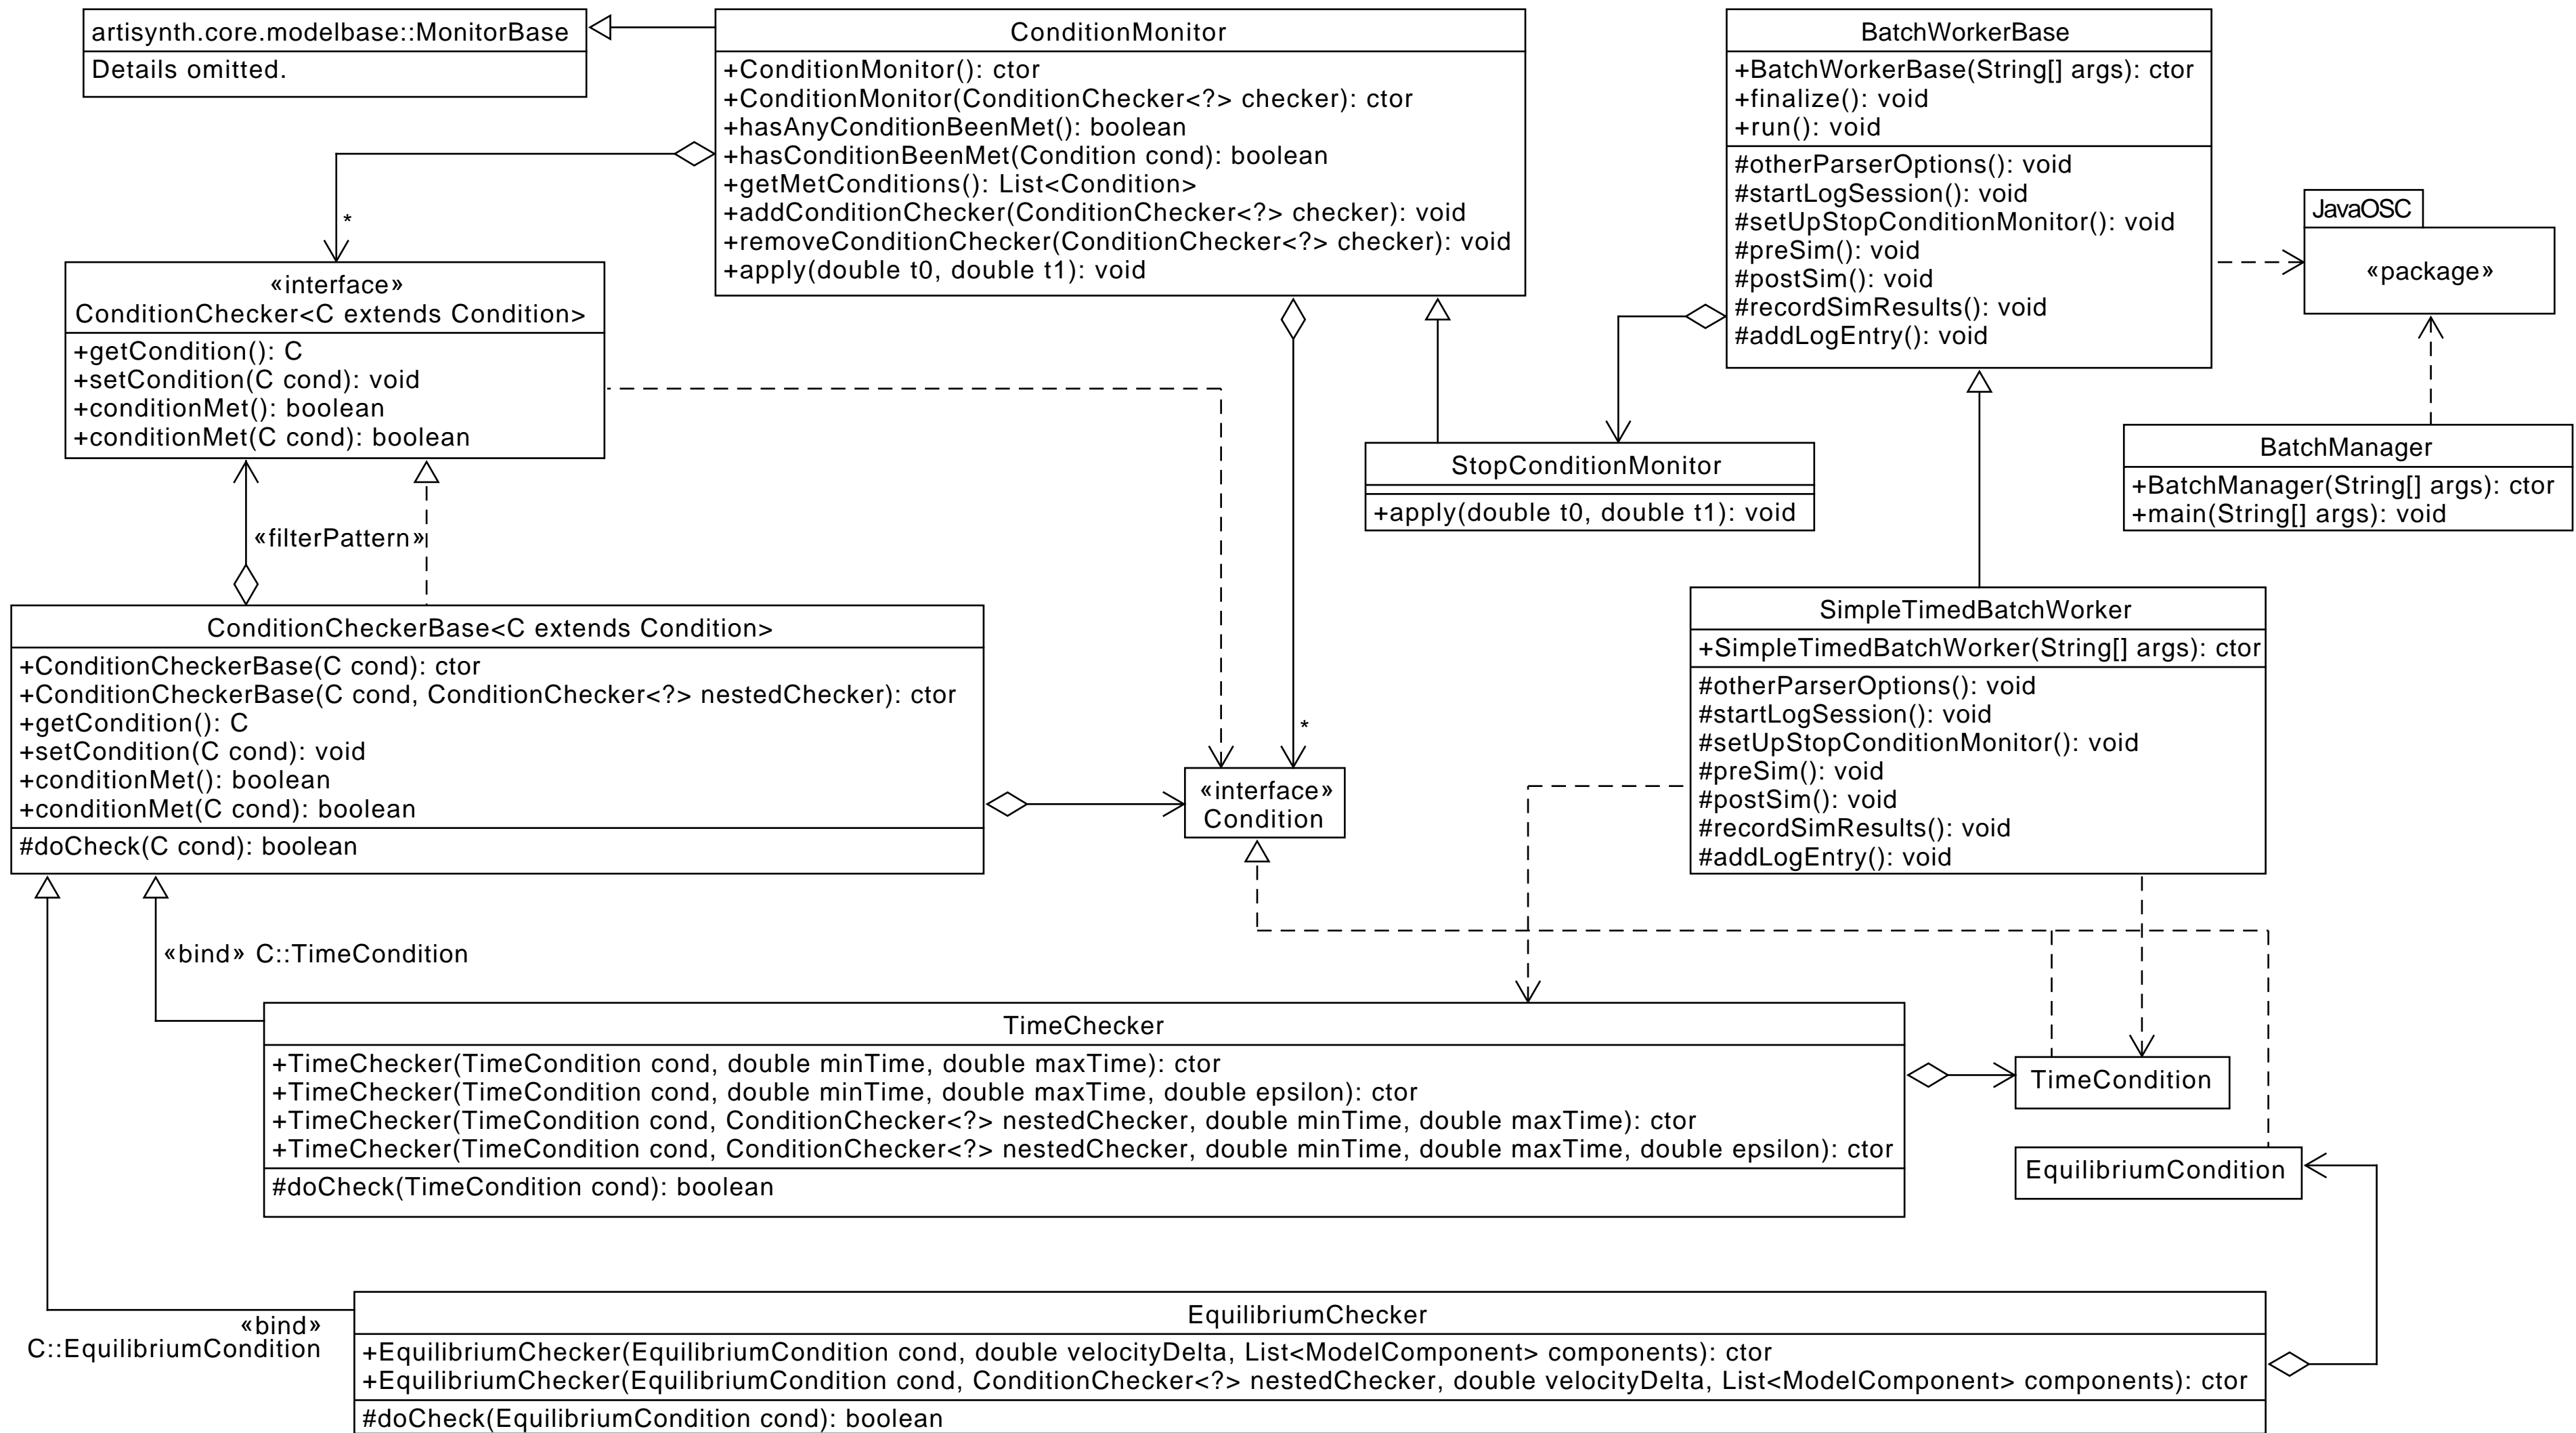 artisynth.core.modelbase::MonitorBase
Details omitted.
ConditionMonitor
+ConditionMonitor(): ctor
+ConditionMonitor(ConditionChecker<?> checker): ctor
+hasAnyConditionBeenMet(): boolean
+hasConditionBeenMet(Condition cond): boolean
+getMetConditions(): List<Condition>
+addConditionChecker(ConditionChecker<?> checker): void
+removeConditionChecker(ConditionChecker<?> checker): void
+apply(double t0, double t1): void
BatchWorkerBase
+BatchWorkerBase(String[] args): ctor
+finalize(): void
+run(): void
#otherParserOptions(): void
#startLogSession(): void
#setUpStopConditionMonitor(): void
#preSim(): void
#postSim(): void
#recordSimResults(): void
#addLogEntry(): void
JavaOSC
«package»
*
«interface»
ConditionChecker<C extends Condition>
+getCondition(): C
+setCondition(C cond): void
+conditionMet(): boolean
+conditionMet(C cond): boolean
StopConditionMonitor
+apply(double t0, double t1): void
BatchManager
+BatchManager(String[] args): ctor
+main(String[] args): void
«filterPattern»
ConditionCheckerBase<C extends Condition>
+ConditionCheckerBase(C cond): ctor
+ConditionCheckerBase(C cond, ConditionChecker<?> nestedChecker): ctor
+getCondition(): C
+setCondition(C cond): void
+conditionMet(): boolean
+conditionMet(C cond): boolean
#doCheck(C cond): boolean
*
«interface»
Condition
SimpleTimedBatchWorker
+SimpleTimedBatchWorker(String[] args): ctor
#otherParserOptions(): void
#startLogSession(): void
#setUpStopConditionMonitor(): void
#preSim(): void
#postSim(): void
#recordSimResults(): void
#addLogEntry(): void
«bind» C::TimeCondition
TimeChecker
+TimeChecker(TimeCondition cond, double minTime, double maxTime): ctor
+TimeChecker(TimeCondition cond, double minTime, double maxTime, double epsilon): ctor
+TimeChecker(TimeCondition cond, ConditionChecker<?> nestedChecker, double minTime, double maxTime): ctor
+TimeChecker(TimeCondition cond, ConditionChecker<?> nestedChecker, double minTime, double maxTime, double epsilon): ctor
#doCheck(TimeCondition cond): boolean
TimeCondition
EquilibriumCondition
«bind»
C::EquilibriumCondition
EquilibriumChecker
+EquilibriumChecker(EquilibriumCondition cond, double velocityDelta, List<ModelComponent> components): ctor
+EquilibriumChecker(EquilibriumCondition cond, ConditionChecker<?> nestedChecker, double velocityDelta, List<ModelComponent> components): ctor
#doCheck(EquilibriumCondition cond): boolean